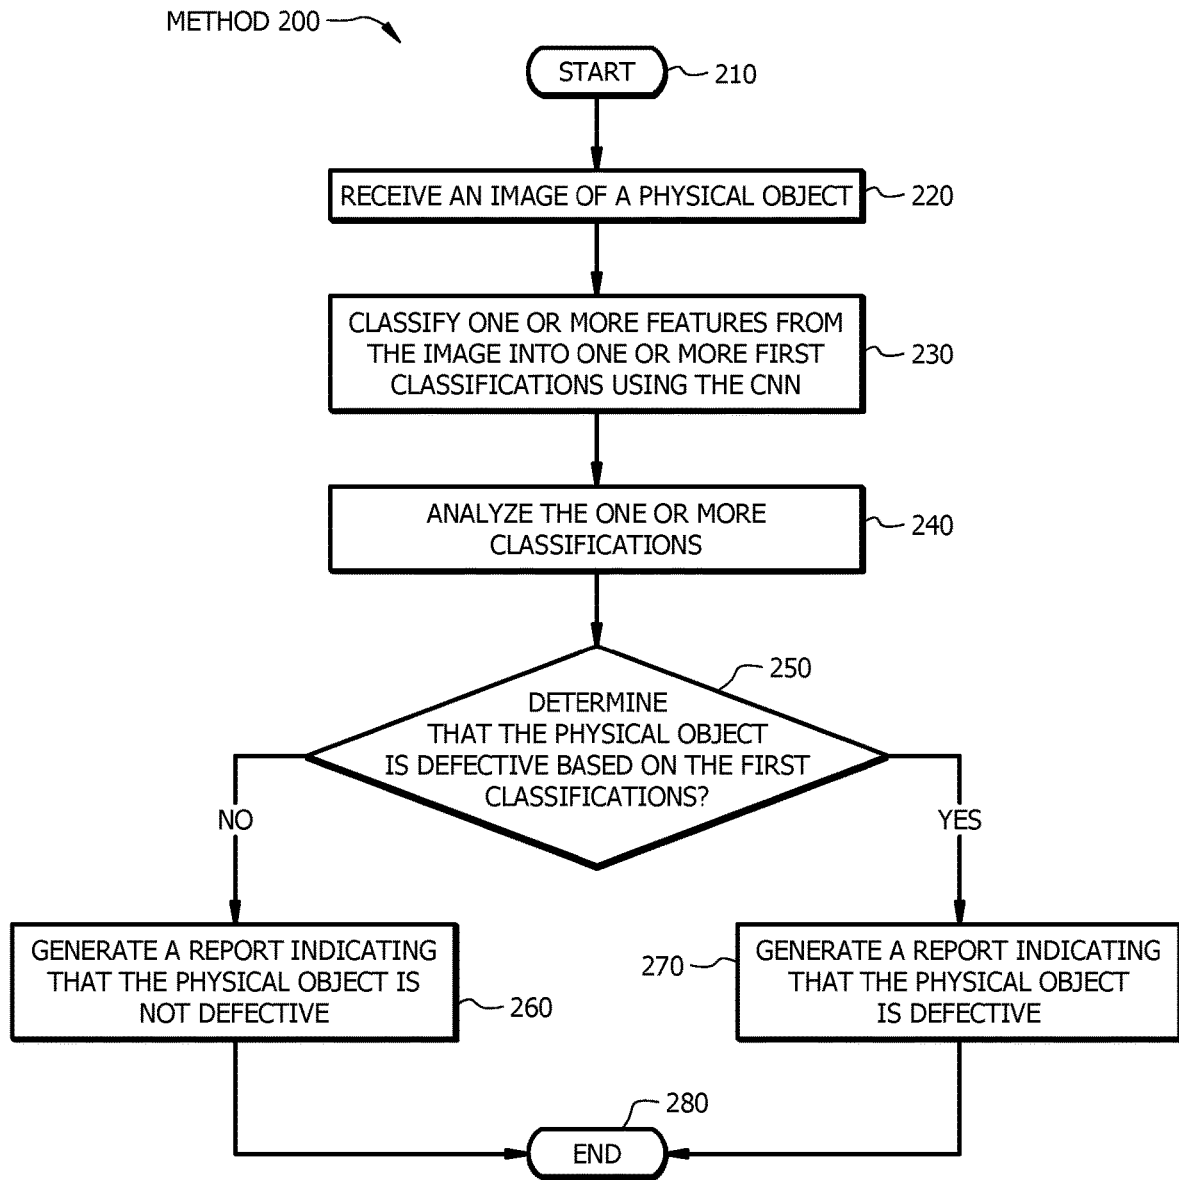 METHOD 200
START
210
RECEIVE AN IMAGE OF A PHYSICAL OBJECT
220
CLASSIFY ONE OR MORE FEATURES FROM
THE IMAGE INTO ONE OR MORE FIRST
CLASSIFICATIONS USING THE CNN
230
ANALYZE THE ONE OR MORE
CLASSIFICATIONS
240
250
DETERMINE
THAT THE PHYSICAL OBJECT
IS DEFECTIVE BASED ON THE FIRST
CLASSIFICATIONS?
NO
YES
GENERATE A REPORT INDICATING
THAT THE PHYSICAL OBJECT IS
NOT DEFECTIVE
260
270
GENERATE A REPORT INDICATING
THAT THE PHYSICAL OBJECT
IS DEFECTIVE
280
END